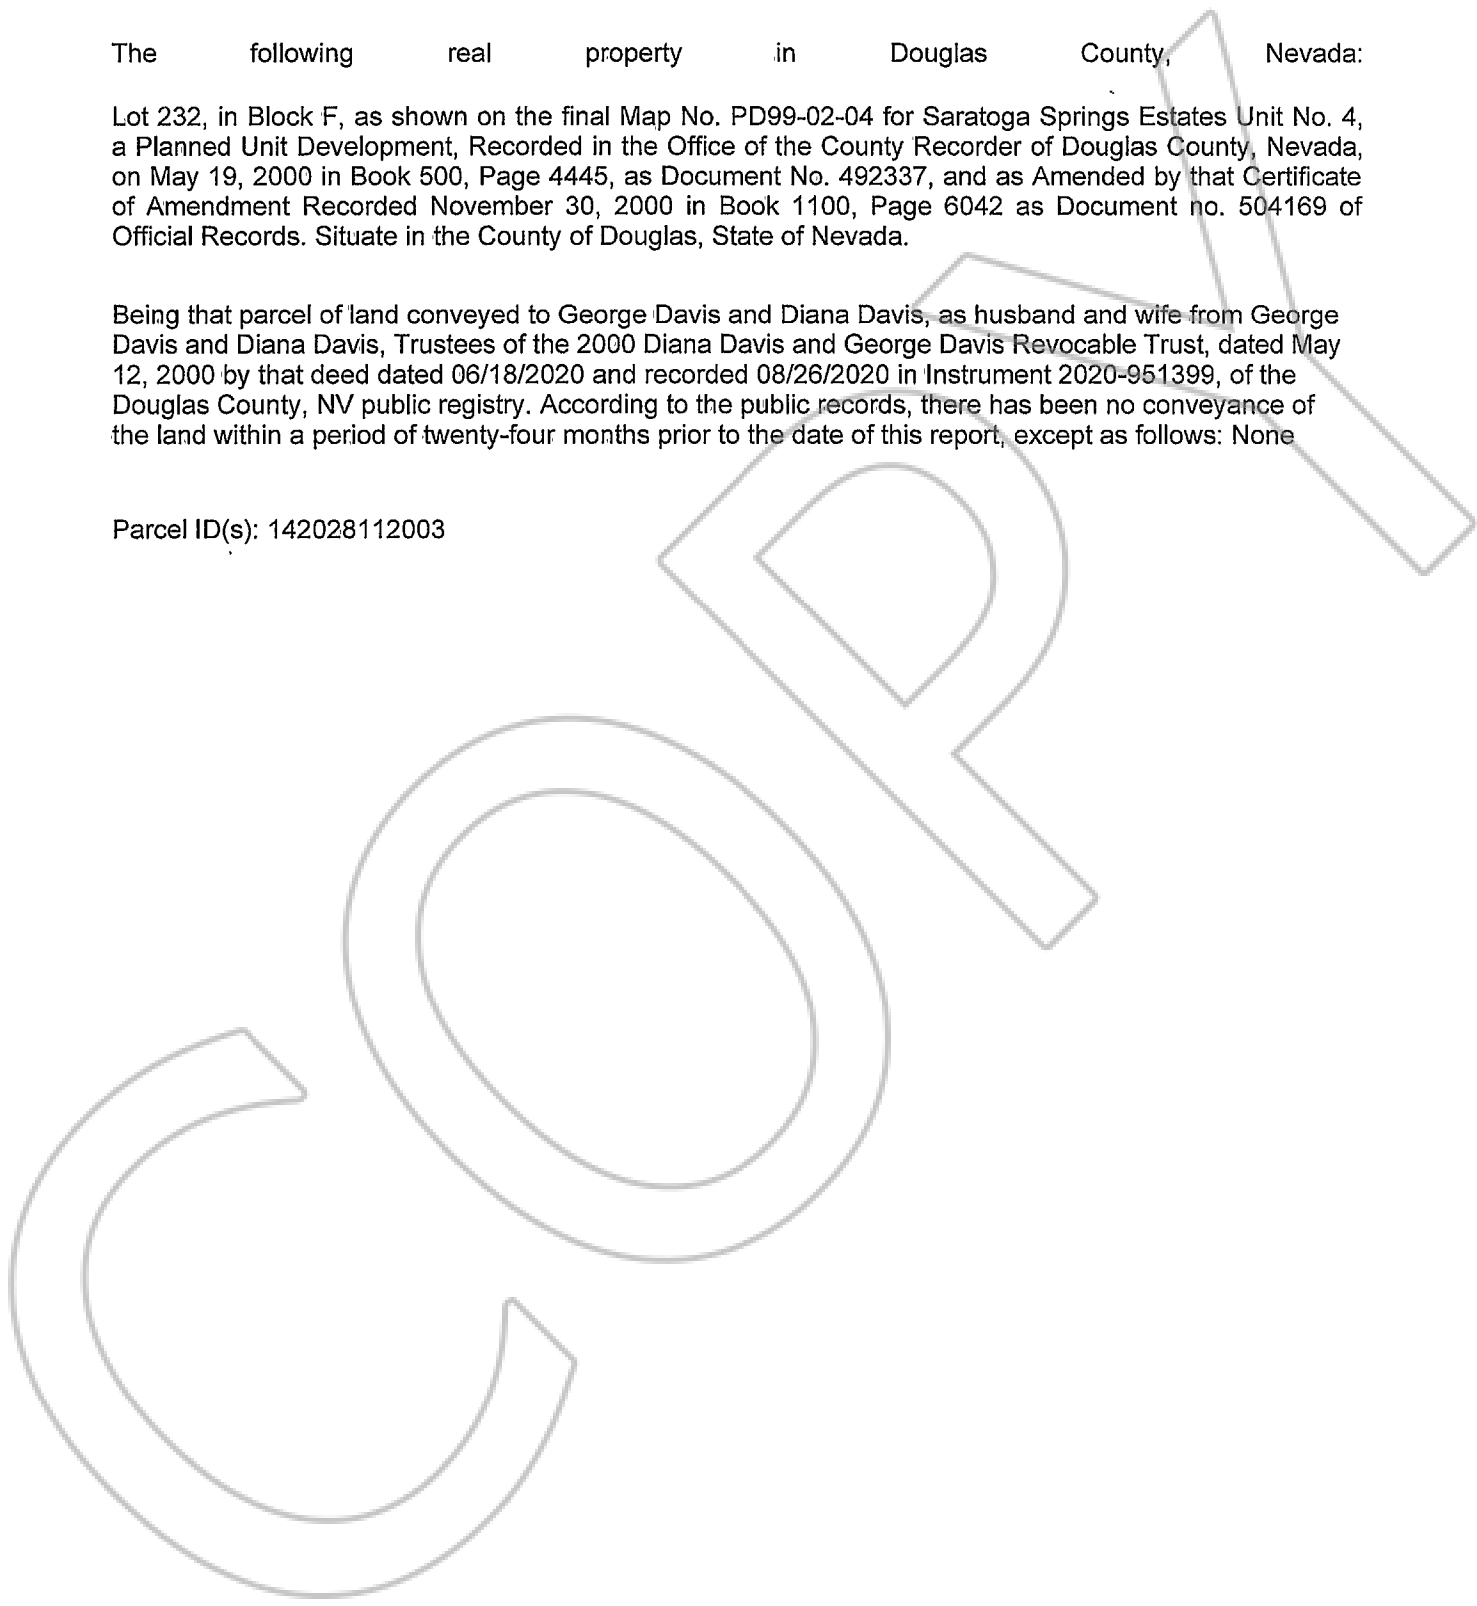 The following real property in Douglas County, Nevada:
Lot 232, in Block F, as shown on the final Map No. PD99-02-04 for Saratoga Springs Estates Unit No. 4,
a Planned Unit Development, Recorded in the Office of the County Recorder of Douglas County, Nevada,
on May 19, 2000 in Book 500, Page 4445, as Document No. 492337, and as Amended by that Certificate
of Amendment Recorded November 30, 2000 in Book 1100, Page 6042 as Document no. 504169 of
Official Records. Situate in the County of Douglas, State of Nevada.
Being that parcel of land conveyed to George Davis and Diana Davis, as husband and wife from George
Davis and Diana Davis, Trustees of the 2000 Diana Davis and George Davis Revocable Trust, dated May
12, 2000 by that deed dated 06/18/2020 and recorded 08/26/2020 in Instrument 2020-951399, of the
Douglas County, NV public registry. According to the public records, there has been no conveyance of
the land within a period of twenty-four months prior to the date of this report, except as follows: None
Parcel ID(s): 142028112003
COPY